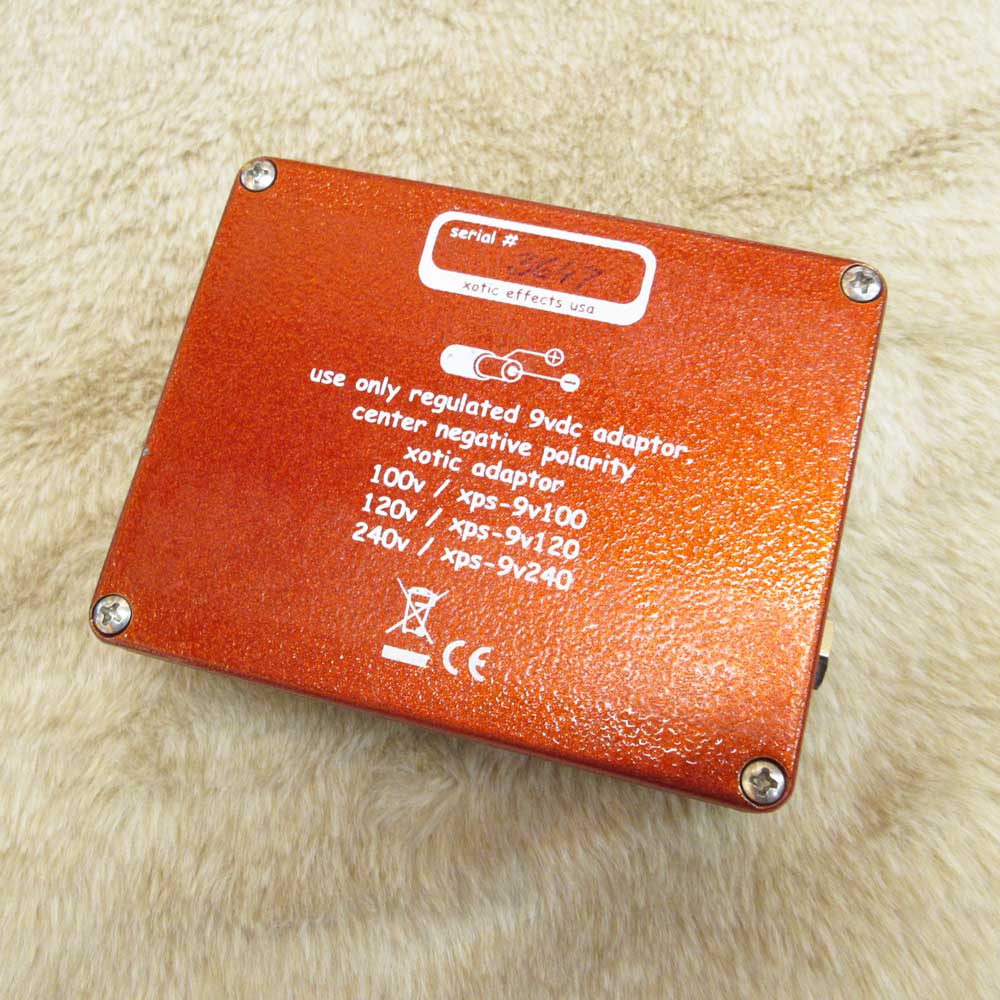 serial #
3647
xotic effects usa
use only regulated 9vdc adaptor,
center negative polarity
xotic adaptor
100v / xps-9v100
120v / xps-9v120
240v / xps-9v240
CE